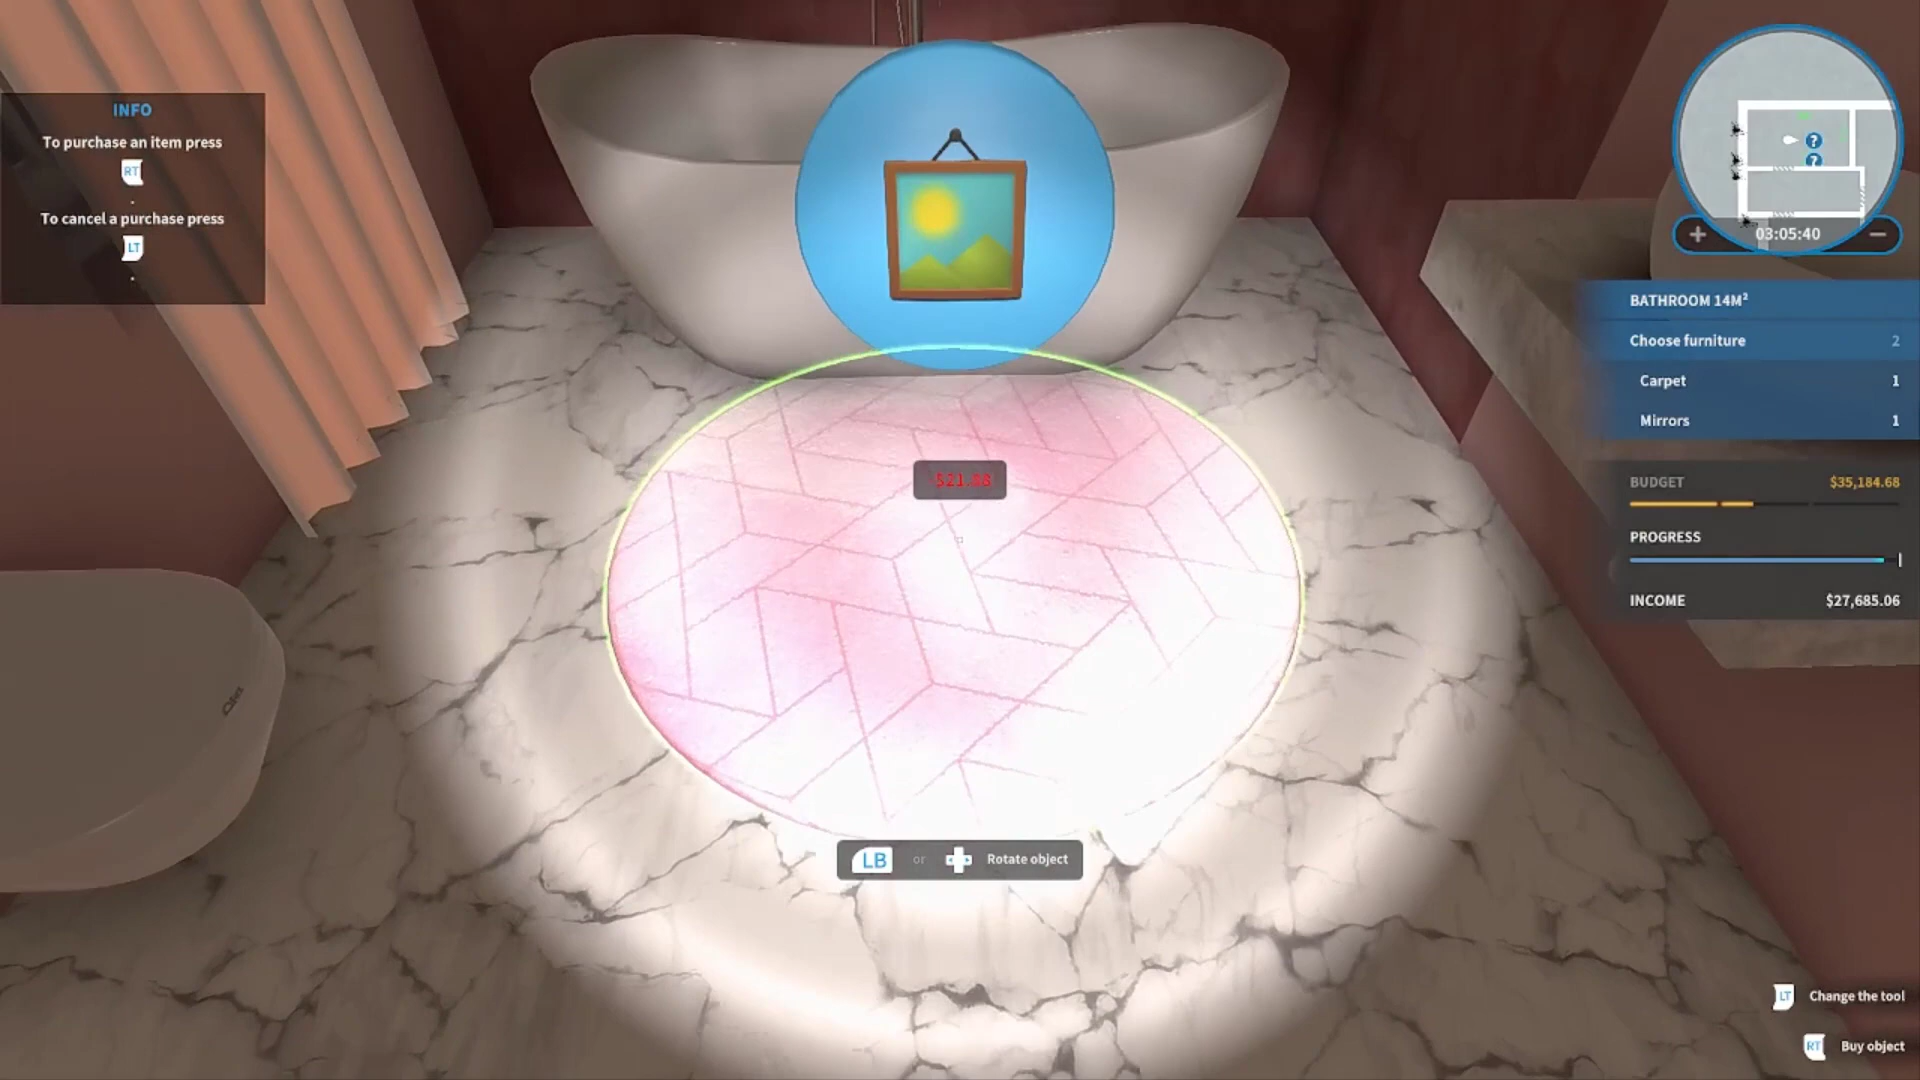 INFO
To purchase an item press
RT
.
To cancel a purchase press
LT
.
03:05:40
BATHROOM 14M²
Choose furniture 2
Carpet 1
Mirrors 1
BUDGET $35,184.68
PROGRESS
INCOME $27,685.06
LB or Rotate object
LT Change the tool
RT Buy object